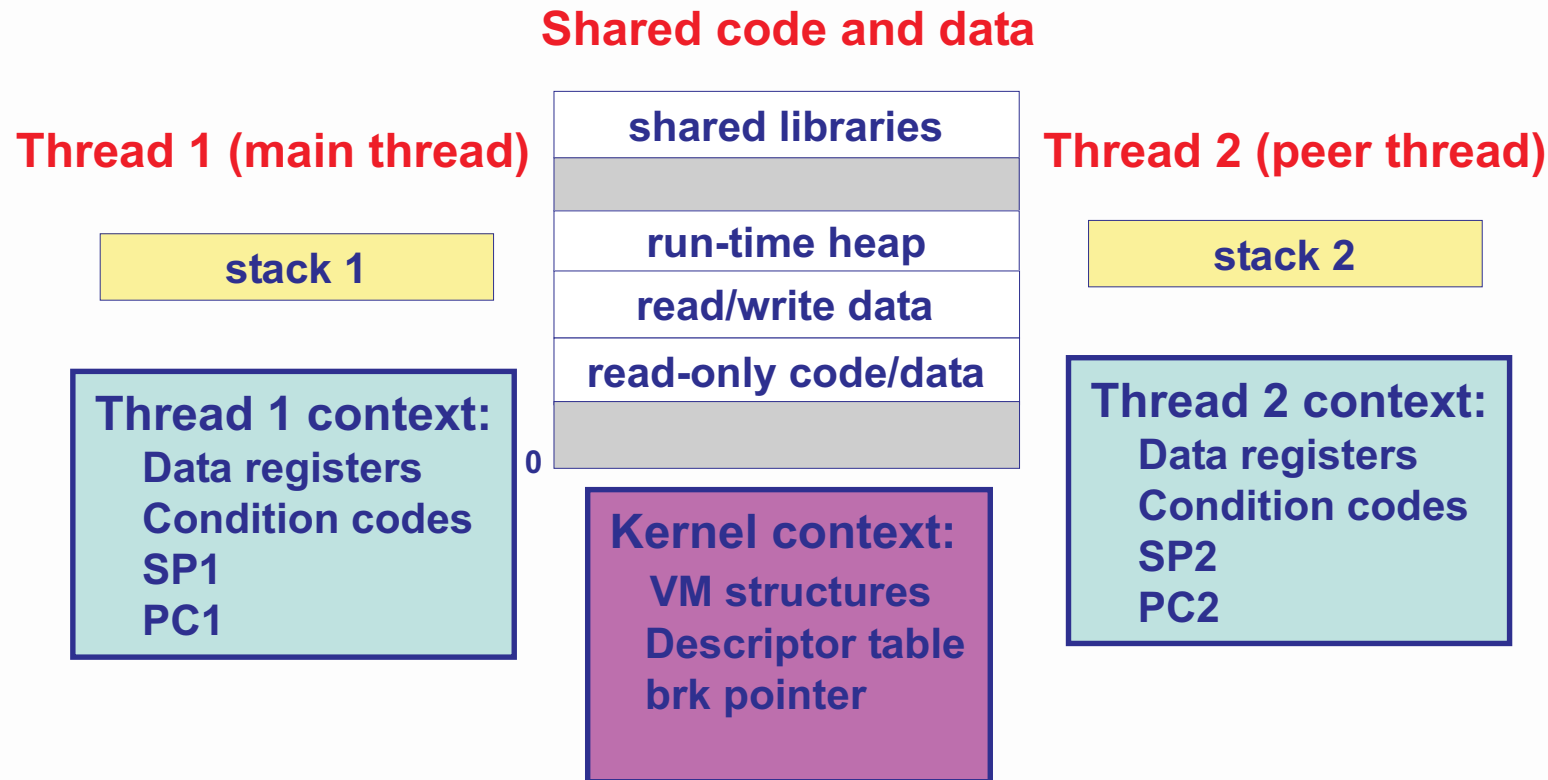 Shared code and data
Thread 1 (main thread)
stack 1
Thread 1 context:
Data registers
Condition codes
SP1
PC1
shared libraries
run-time heap
read/write data
read-only code/data
0
Kernel context:
VM structures
Descriptor table
brk pointer
Thread 2 (peer thread)
stack 2
Thread 2 context:
Data registers
Condition codes
SP2
PC2